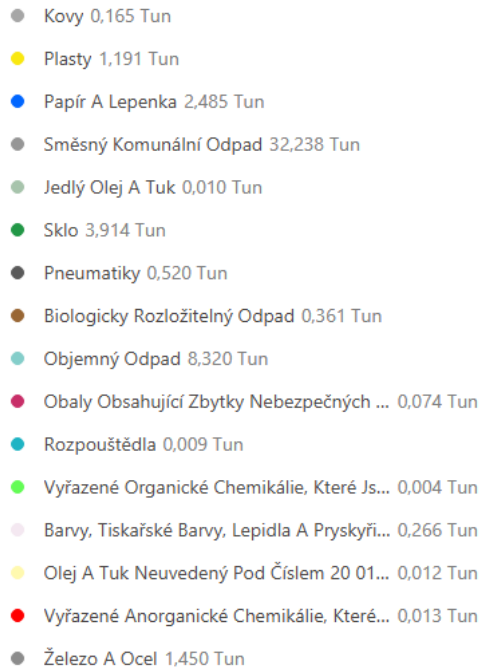 Kovy 0,165 Tun
Plasty 1,191 Tun
Papír A Lepenka 2,485 Tun
Směsný Komunální Odpad 32,238 Tun
Jedlý Olej A Tuk 0,010 Tun
Sklo 3,914 Tun
Pneumatiky 0,520 Tun
Biologicky Rozložitelný Odpad 0,361 Tun
Objemný Odpad 8,320 Tun
Obaly Obsahující Zbytky Nebezpečných ... 0,074 Tun
Rozpouštědla 0,009 Tun
Vyřazené Organické Chemikálie, Které Js... 0,004 Tun
Barvy, Tiskařské Barvy, Lepidla A Pryskyři... 0,266 Tun
Olej A Tuk Neuvedený Pod Číslem 20 01... 0,012 Tun
Vyřazené Anorganické Chemikálie, Které... 0,013 Tun
Železo A Ocel 1,450 Tun